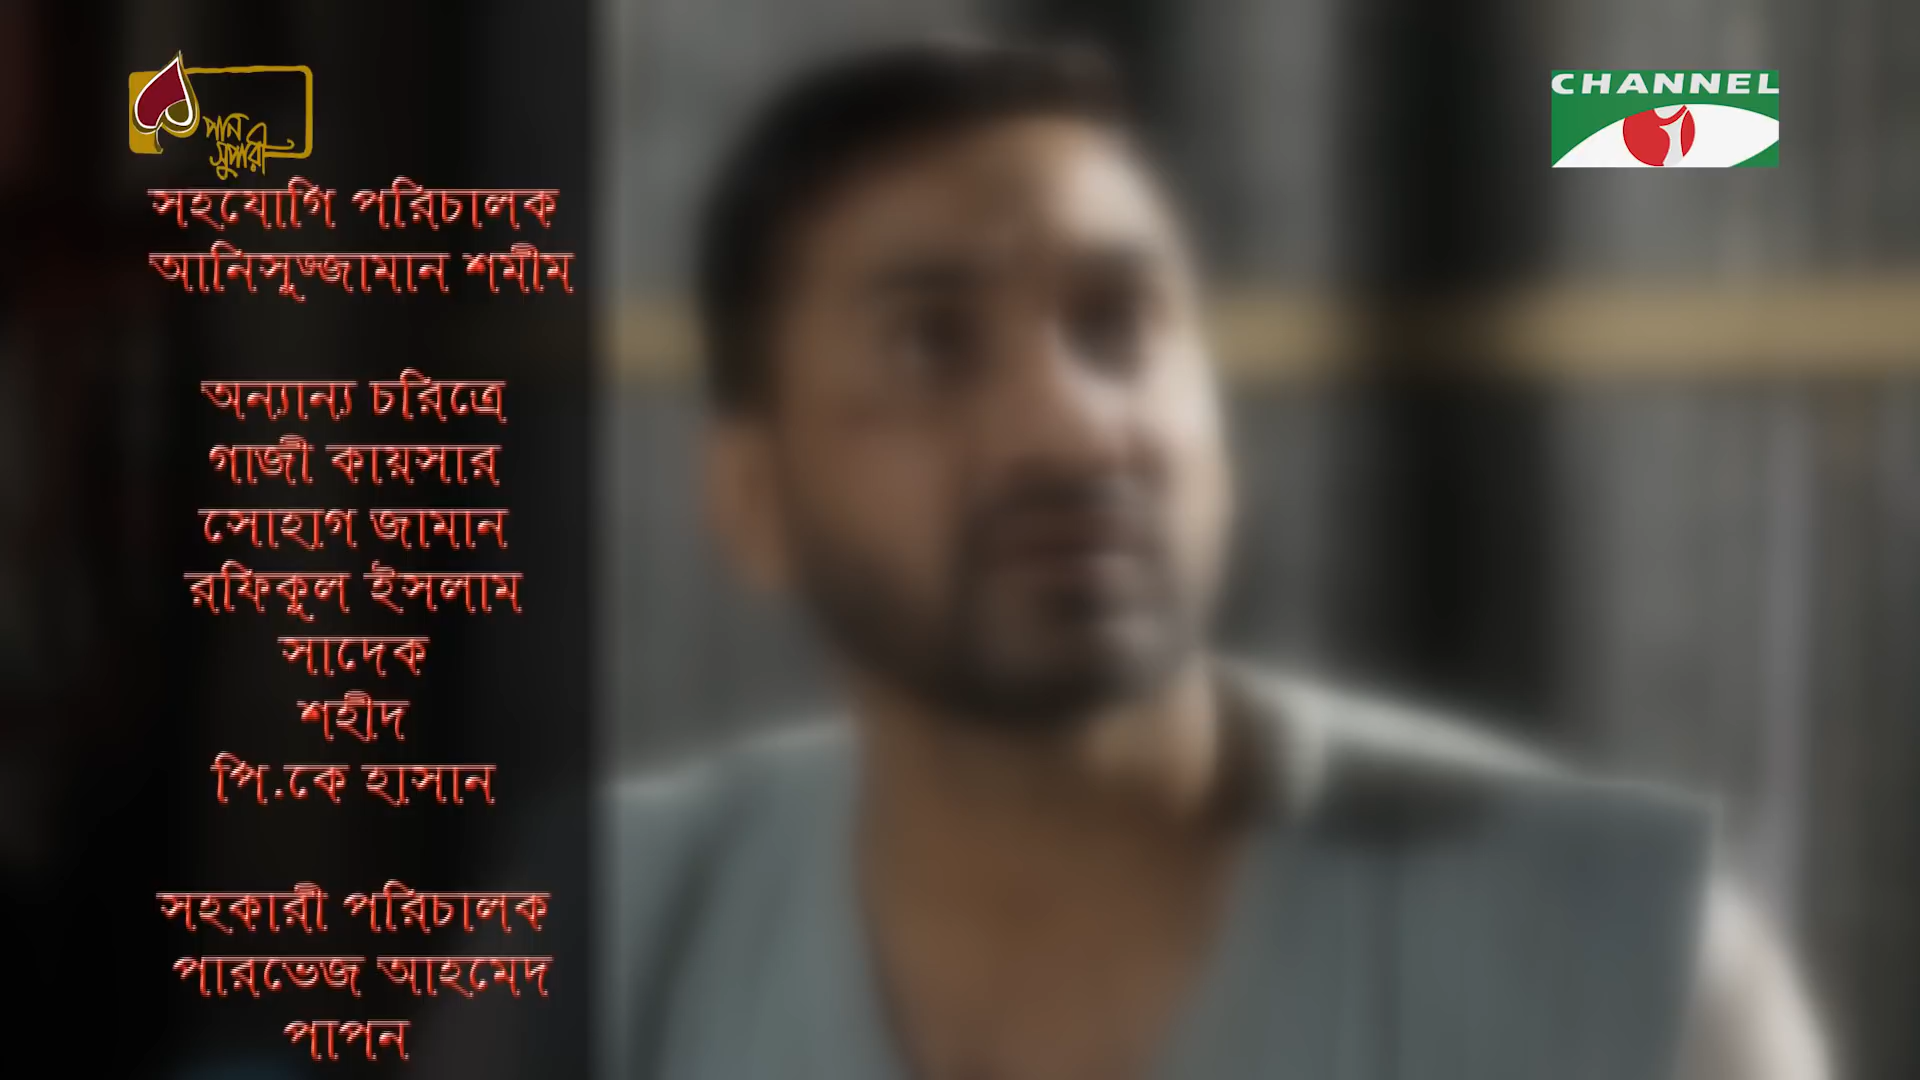 পান
সুপারী
CHANNEL
i
সহযোগি পরিচালক
আনিসুজ্জামান শমীম
অন্যান্য চরিত্রে
গাজী কায়সার
সোহাগ জামান
রফিকুল ইসলাম
সাদেক
শহীদ
পি.কে হাসান
সহকারী পরিচালক
পারভেজ আহমেদ
পাপন